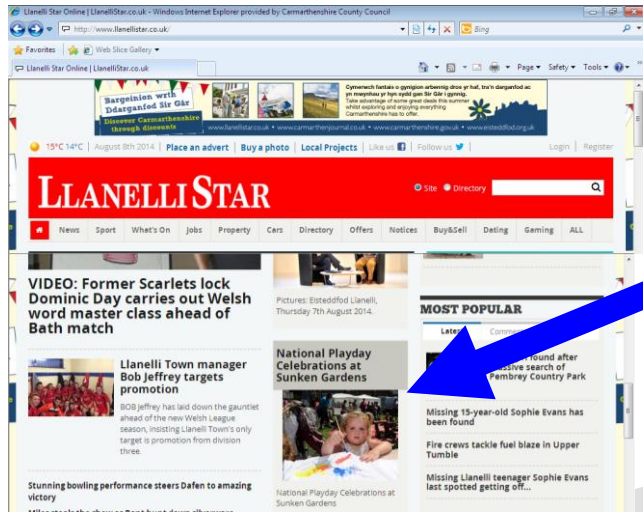 Llanelli Star Online | LlanelliStar.co.uk - Windows Internet Explorer provided by Carmarthenshire County Council
http://www.llanellistar.co.uk/
Bing
Favorites Web Slice Gallery
Llanelli Star Online | LlanelliStar.co.uk
Page Safety Tools
Bargeinion wrth
Ddarganfod Sir Gâr
Discover Carmarthenshire
through discounts
Cymerwch fantais o gynigion arbennig dros yr haf, tra'n darganfod ac
yn mwynhau yr hyn sydd gan Sir Gâr i gynnig.
Take advantage of some great deals this summer
whilst exploring and enjoying everything
Carmarthenshire has to offer.
www.llanellistar.co.uk • www.carmarthenjournal.co.uk • www.carmarthenshire.gov.uk • www.eisteddfod.org.uk
15°C 14°C | August 8th 2014 | Place an advert | Buy a photo | Local Projects | Like us | Follow us | Login | Register
LLANELLI STAR
Site Directory
News Sport What's On Jobs Property Cars Directory Offers Notices Buy&Sell Dating Gaming ALL
VIDEO: Former Scarlets lock
Dominic Day carries out Welsh
word master class ahead of
Bath match
Llanelli Town manager
Bob Jeffrey targets
promotion
BOB Jeffrey has laid down the gauntlet
ahead of the new Welsh League
season, insisting Llanelli Town's only
target is promotion from division
three.
Stunning bowling performance steers Dafen to amazing
victory
Pictures: Eisteddfod Llanelli,
Thursday 7th August 2014.
National Playday
Celebrations at
Sunken Gardens
National Playday Celebrations at
Sunken Gardens
MOST POPULAR
Latest
found after
massive search of
Pembrey Country Park
Missing 15-year-old Sophie Evans has
been found
Fire crews tackle fuel blaze in Upper
Tumble
Missing Llanelli teenager Sophie Evans
last spotted getting off...